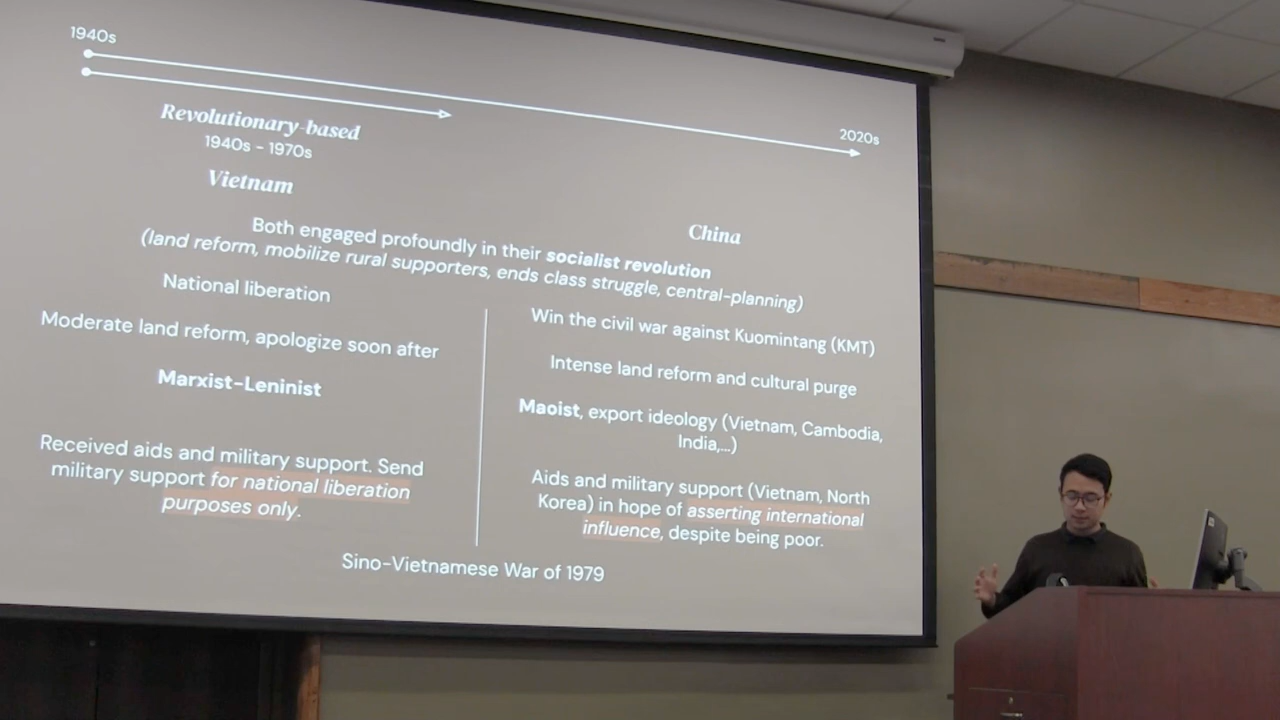 1940s
2020s
Revolutionary-based
1940s - 1970s
Vietnam
China
Both engaged profoundly in their socialist revolution
(land reform, mobilize rural supporters, ends class struggle, central-planning)
National liberation
Moderate land reform, apologize soon after
Marxist-Leninist
Received aids and military support. Send
military support for national liberation
purposes only.
Win the civil war against Kuomintang (KMT)
Intense land reform and cultural purge
Maoist, export ideology (Vietnam, Cambodia,
India,...)
Aids and military support (Vietnam, North
Korea) in hope of asserting international
influence, despite being poor.
Sino-Vietnamese War of 1979